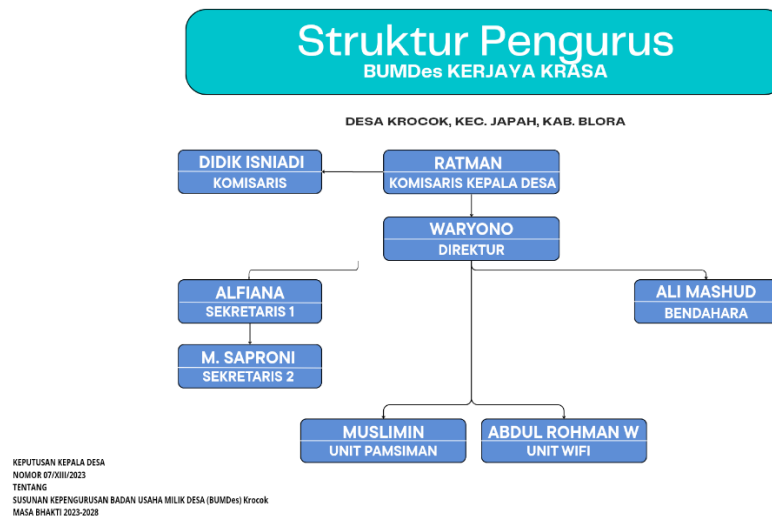 Struktur Pengurus
BUMDes KERJAYA KRASA
DESA KROCOK, KEC. JAPAH, KAB. BLORA
DIDIK ISNIADI
KOMISARIS
RATMAN
KOMISARIS KEPALA DESA
WARYONO
DIREKTUR
ALFIANA
SEKRETARIS 1
ALI MASHUD
BENDAHARA
M. SAPRONI
SEKRETARIS 2
MUSLIMIN
UNIT PAMSIMAN
ABDUL ROHMAN W
UNIT WIFI
KEPUTUSAN KEPALA DESA
NOMOR 07/XIII/2023
TENTANG
SUSUNAN KEPENGURUSAN BADAN USAHA MILIK DESA (BUMDes) Krocok
MASA BHAKTI 2023-2028